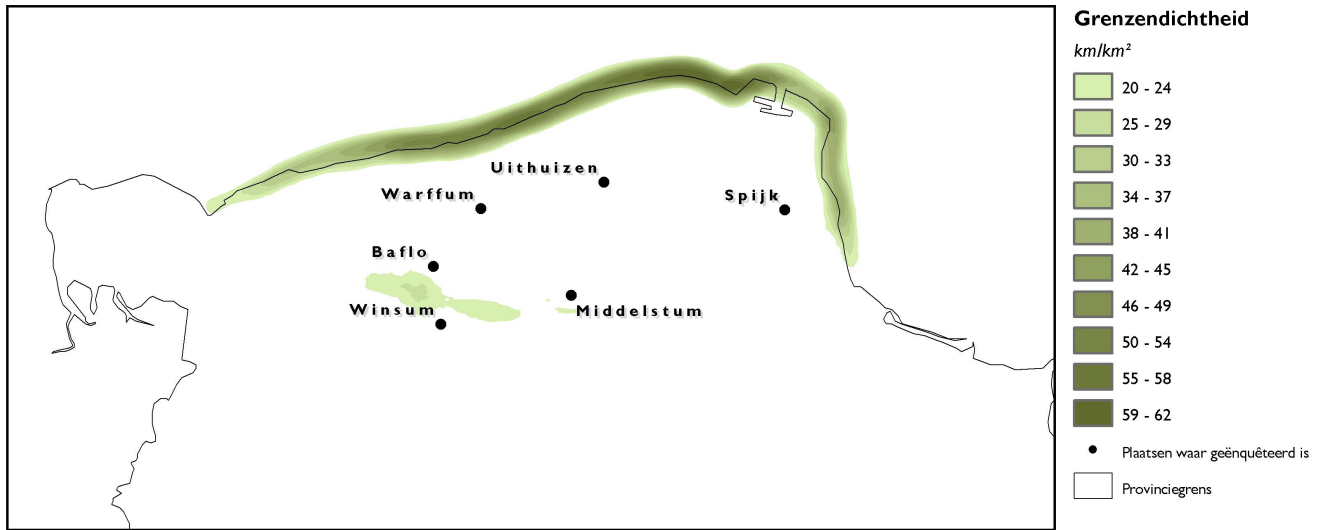 Uithuizen
Warffum
Spijk
Baflo
Winsum
Middelstum
Grenzendichtheid
km/km²
20 - 24
25 - 29
30 - 33
34 - 37
38 - 41
42 - 45
46 - 49
50 - 54
55 - 58
59 - 62
Plaatsen waar geënquêteerd is
Provinciegrens